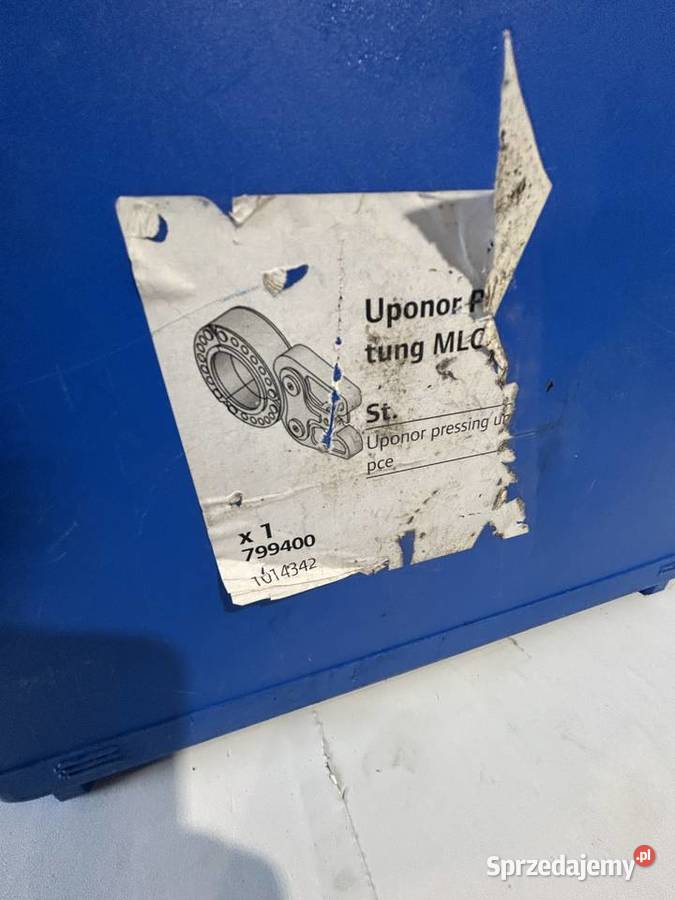 Uponor P
tung MLC
St.
Uponor pressing
pce
x 1
799400
1014342
Sprzedajemy.pl